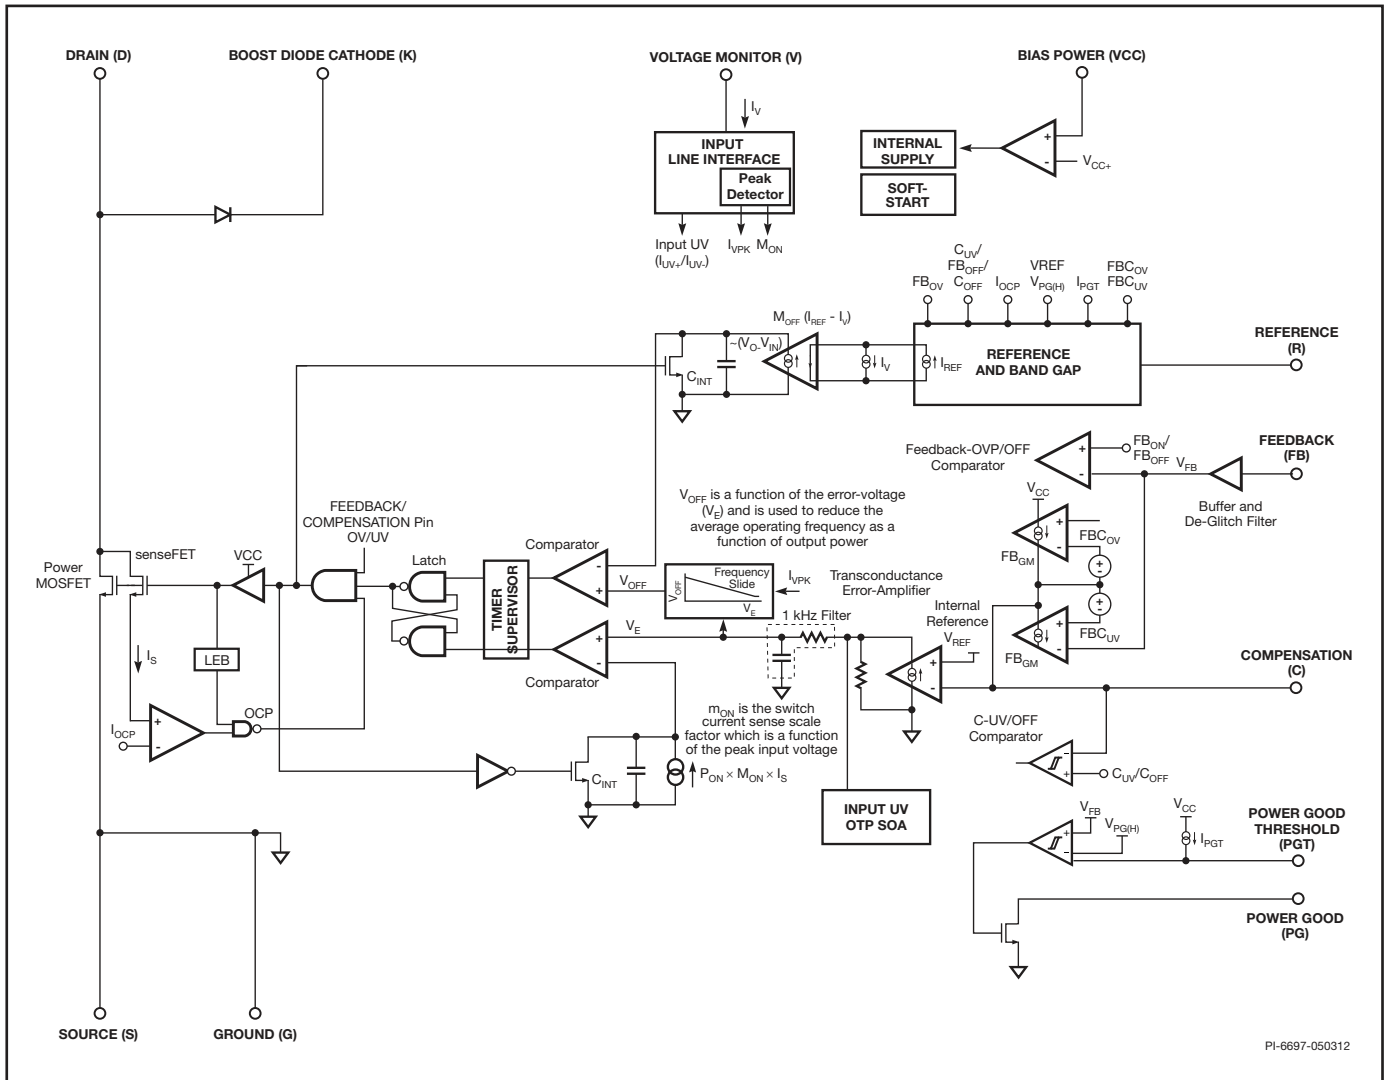 DRAIN (D)
BOOST DIODE CATHODE (K)
VOLTAGE MONITOR (V)
BIAS POWER (VCC)
IV
INPUT
LINE INTERFACE
Peak
Detector
INTERNAL
SUPPLY
SOFT-
START
+
-
VCC+
Input UV
(IUV+/IUV-)
IVPK
MON
FBOV
CUV/
FBOFF/
COFF
IOCP
VREF
VPG(H)
IPGT
FBCOV
FBCUV
MOFF (IREF - IV)
~(VO-VIN)
CINT
IV
IREF
REFERENCE
AND BAND GAP
REFERENCE
(R)
Feedback-OVP/OFF
Comparator
+
-
FBON/
FBOFF
VFB
FEEDBACK
(FB)
Buffer and
De-Glitch Filter
VCC
+
-
FBCOV
FBGM
+
-
+
-
+
-
FBCUV
FBGM
VOFF is a function of the error-voltage
(VE) and is used to reduce the
average operating frequency as a
function of output power
FEEDBACK/
COMPENSATION Pin
OV/UV
senseFET
Power
MOSFET
VCC
Latch
TIMER
SUPERVISOR
Comparator
-
+
VOFF
VOFF
Frequency
Slide
VE
IVPK
Transconductance
Error-Amplifier
1 kHz Filter
Internal
Reference
VREF
+
-
VE
+
-
Comparator
COMPENSATION
(C)
IS
LEB
OCP
IOCP
+
-
mON is the switch
current sense scale
factor which is a function
of the peak input voltage
CINT
PON × MON × IS
INPUT UV
OTP SOA
C-UV/OFF
Comparator
-
+
CUV/COFF
VFB
VPG(H)
+
-
VCC
IPGT
POWER GOOD
THRESHOLD
(PGT)
POWER GOOD
(PG)
SOURCE (S)
GROUND (G)
PI-6697-050312